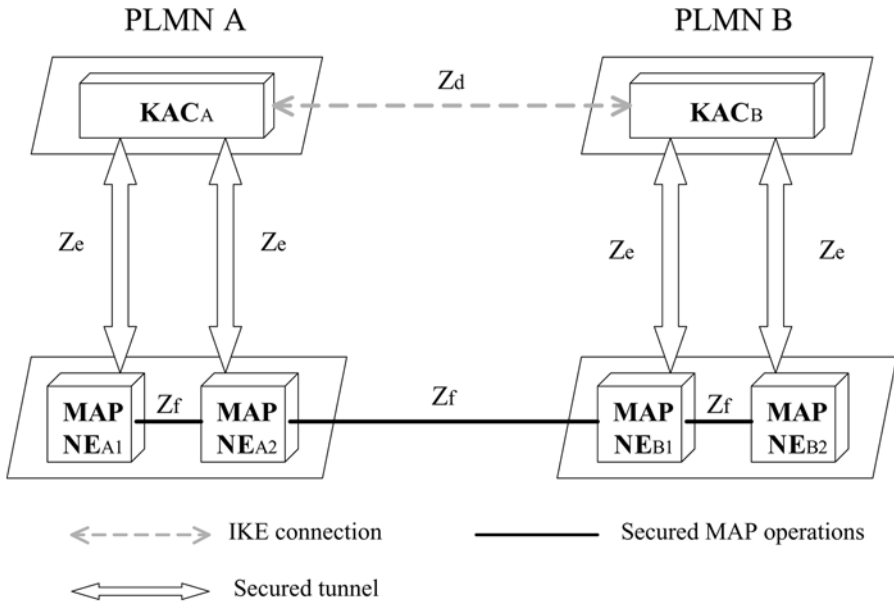 PLMN A
PLMN B
KACA
Zd
KACB
Ze
Ze
Ze
Ze
MAP
NEA1
Zf
MAP
NEA2
Zf
MAP
NEB1
Zf
MAP
NEB2
IKE connection
Secured MAP operations
Secured tunnel